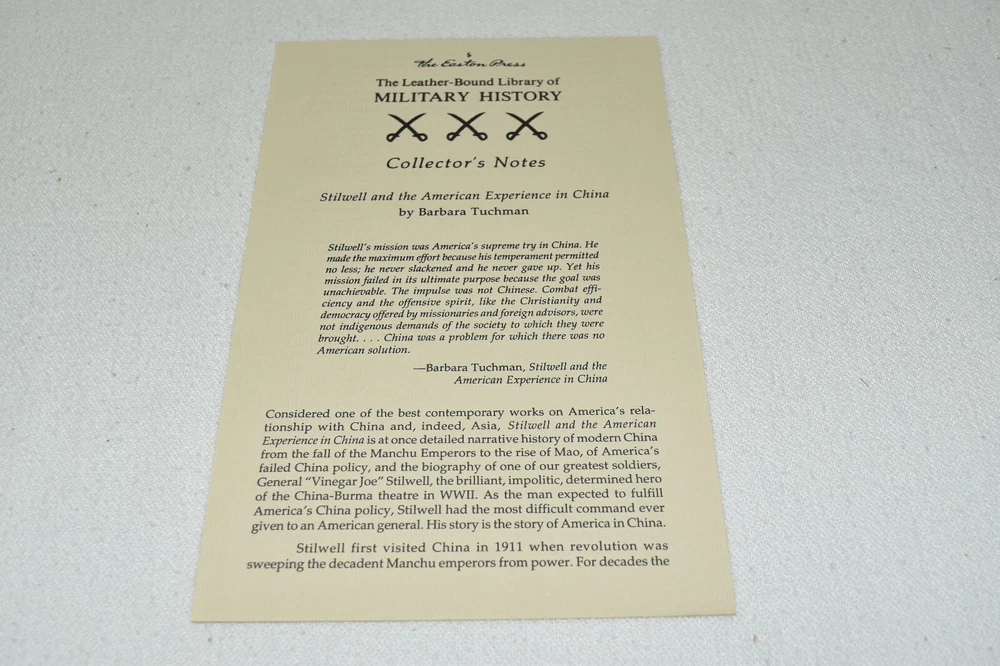 The Easton Press
The Leather-Bound Library of
MILITARY HISTORY
Collector's Notes
Stilwell and the American Experience in China
by Barbara Tuchman
Stilwell's mission was America's supreme try in China. He
made the maximum effort because his temperament permitted
no less; he never slackened and he never gave up. Yet his
mission failed in its ultimate purpose because the goal was
unachievable. The impulse was not Chinese. Combat effi-
ciency and the offensive spirit, like the Christianity and
democracy offered by missionaries and foreign advisors, were
not indigenous demands of the society to which they were
brought. . . . China was a problem for which there was no
American solution.
—Barbara Tuchman, Stilwell and the
American Experience in China
Considered one of the best contemporary works on America's rela-
tionship with China and, indeed, Asia, Stilwell and the American
Experience in China is at once detailed narrative history of modern China
from the fall of the Manchu Emperors to the rise of Mao, of America's
failed China policy, and the biography of one of our greatest soldiers,
General "Vinegar Joe" Stilwell, the brilliant, impolitic, determined hero
of the China-Burma theatre in WWII. As the man expected to fulfill
America's China policy, Stilwell had the most difficult command ever
given to an American general. His story is the story of America in China.
Stilwell first visited China in 1911 when revolution was
sweeping the decadent Manchu emperors from power. For decades the